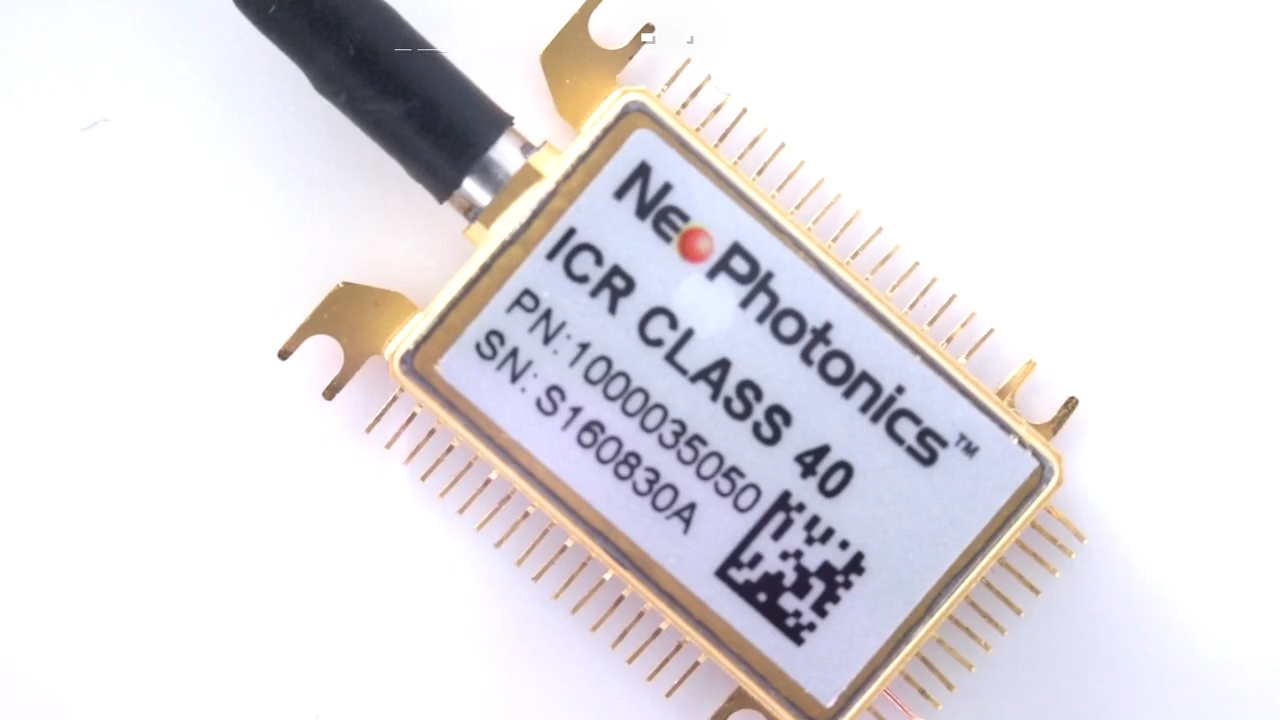 NeoPhotonics™
ICR CLASS 40
PN:1000035050
SN: S160830A